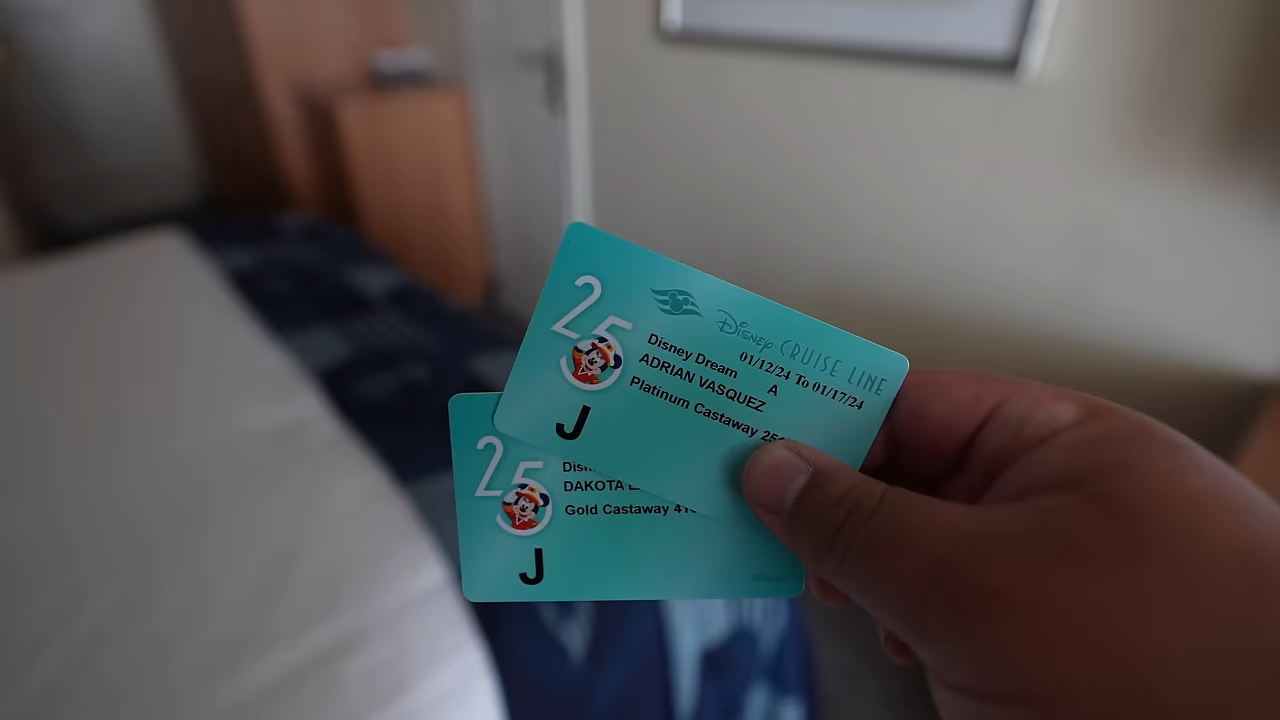 25
Disney CRUISE LINE
Disney Dream 01/12/24 To 01/17/24
ADRIAN VASQUEZ A
Platinum Castaway
J
25
DAKOTA
Gold Castaway
J